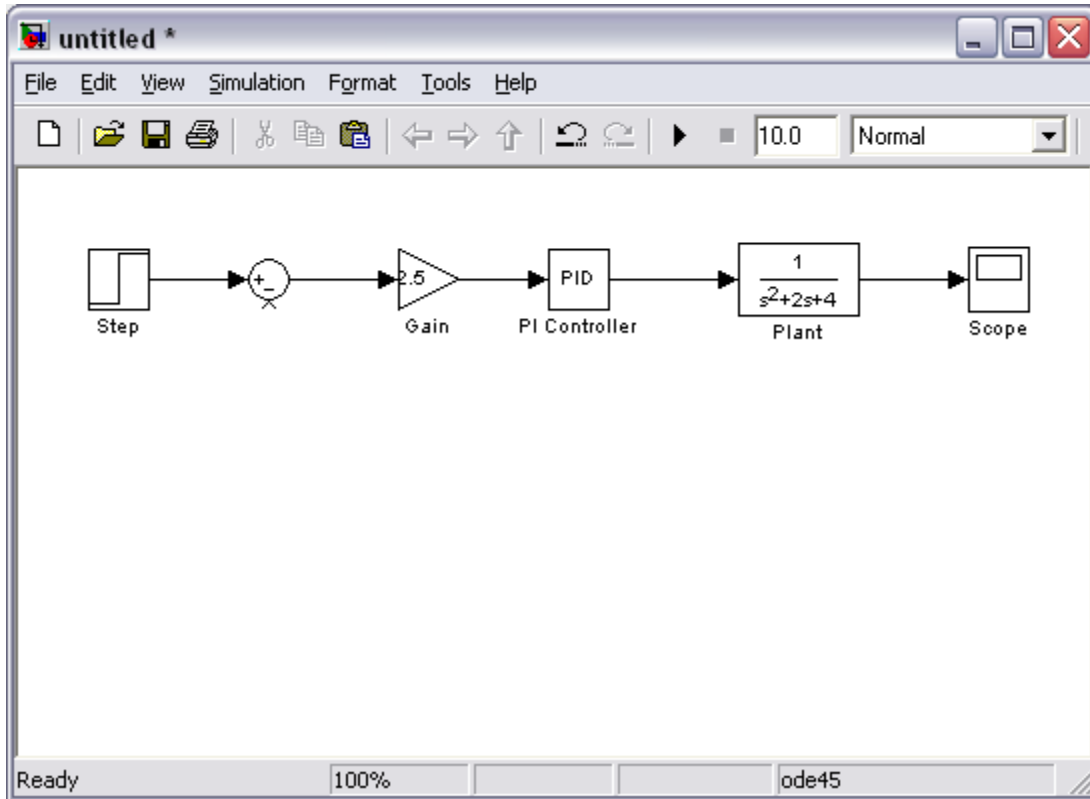 untitled *
File Edit View Simulation Format Tools Help
10.0 Normal
+
-
2.5
PID
1
s²+2s+4
Step
Gain
PI Controller
Plant
Scope
Ready 100% ode45